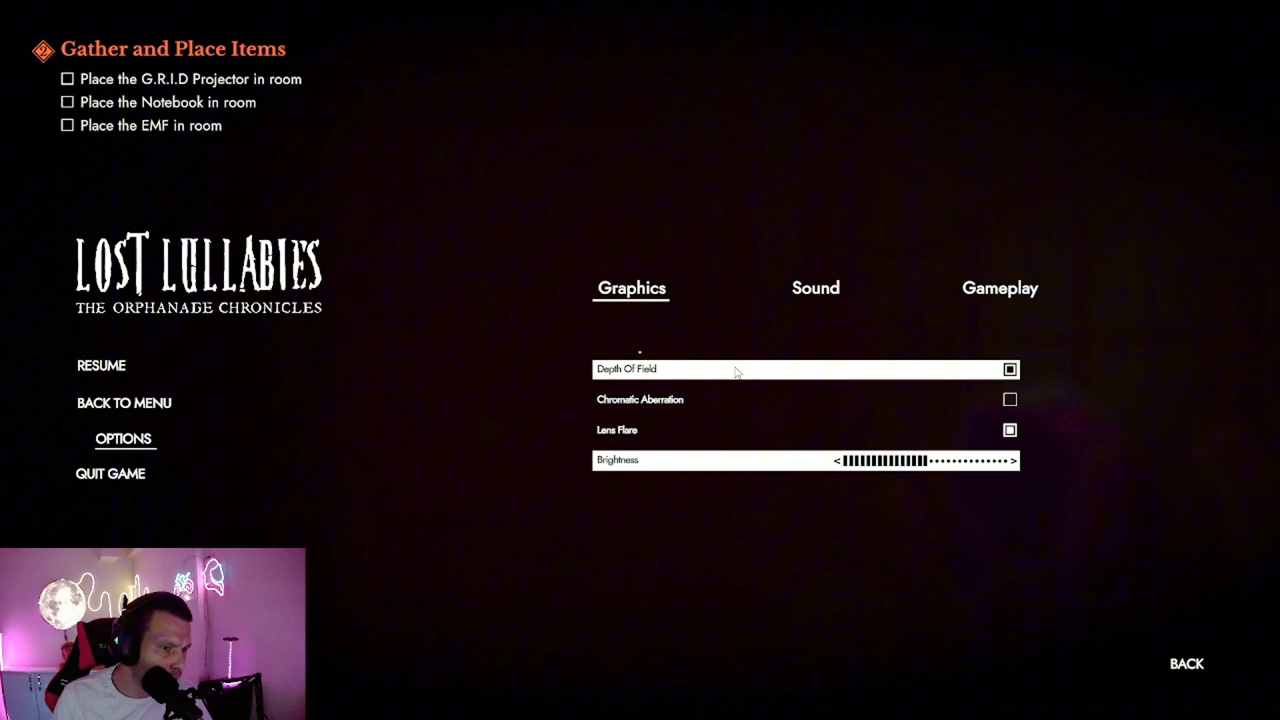 Gather and Place Items
Place the G.R.I.D Projector in room
Place the Notebook in room
Place the EMF in room
LOST LULLABIES
THE ORPHANAGE CHRONICLES
Graphics Sound Gameplay
RESUME
BACK TO MENU
OPTIONS
QUIT GAME
Depth Of Field
Chromatic Aberration
Lens Flare
Brightness
BACK